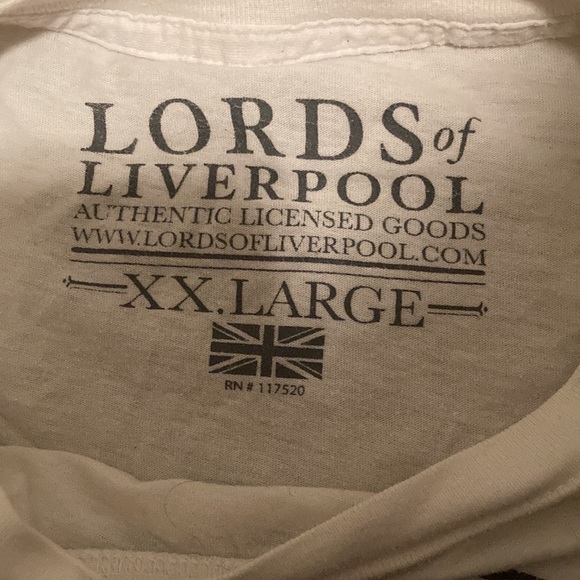 LORDS of
LIVERPOOL
AUTHENTIC LICENSED GOODS
WWW.LORDSOFLIVERPOOL.COM
XX.LARGE
RN # 117520